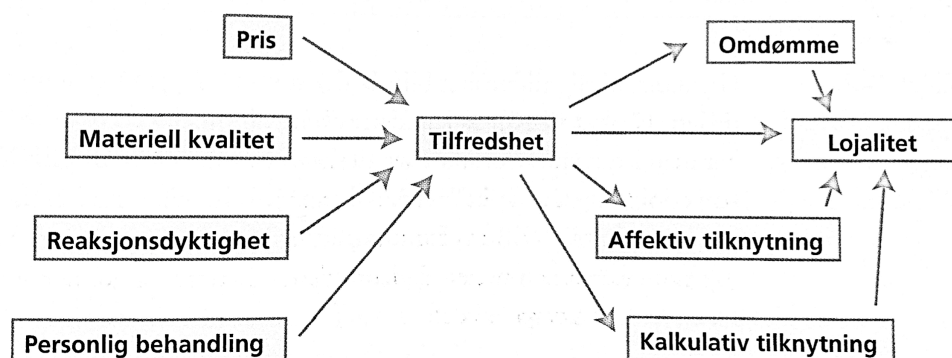 Pris
Omdømme
Materiell kvalitet
Tilfredshet
Lojalitet
Reaksjonsdyktighet
Affektiv tilknytning
Personlig behandling
Kalkulativ tilknytning